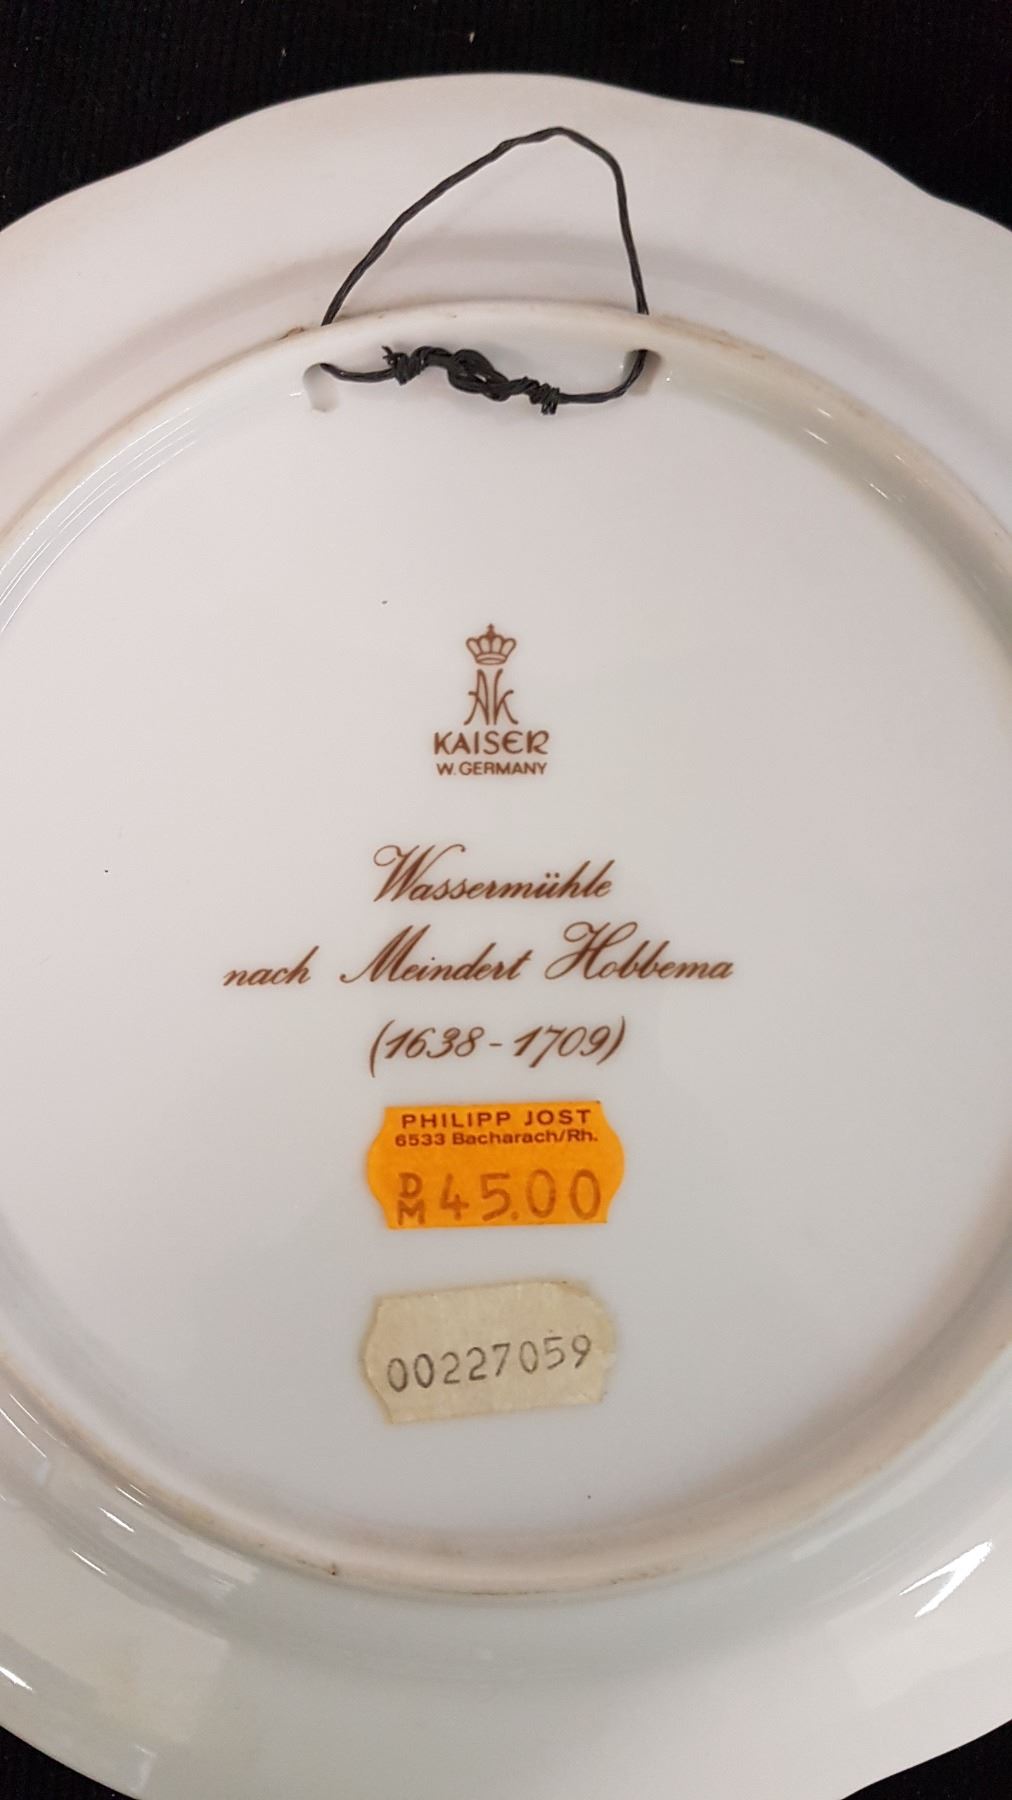 AK
KAISER
W. GERMANY
Wassermühle
nach Meindert Hobbema
(1638-1709)
PHILIPP JOST
6533 Bacharach/Rh.
DM 45.00
00227059